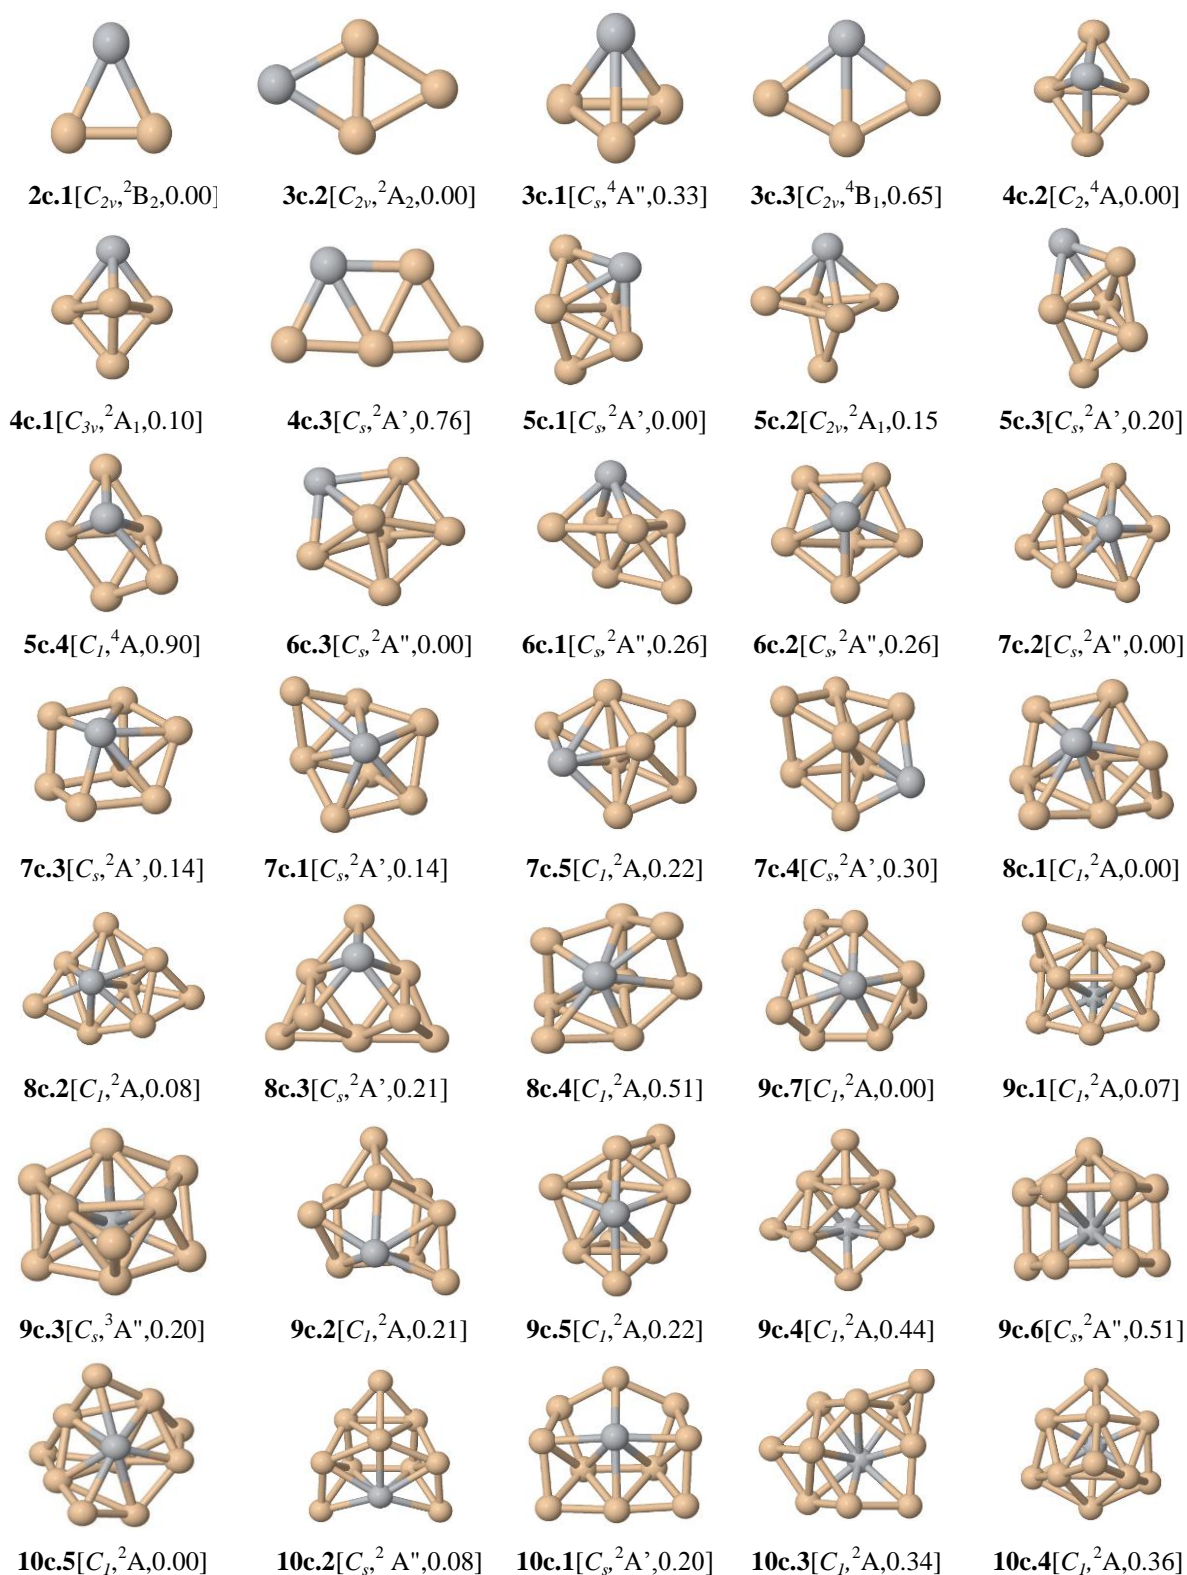 2c.1[C2v,²B₂,0.00]
3c.2[C2v,²A₂,0.00]
3c.1[Cs,⁴A",0.33]
3c.3[C2v,⁴B₁,0.65]
4c.2[C2,⁴A,0.00]
4c.1[C3v,²A₁,0.10]
4c.3[Cs,²A’,0.76]
5c.1[Cs,²A’,0.00]
5c.2[C2v,²A₁,0.15
5c.3[Cs,²A’,0.20]
5c.4[C1,⁴A,0.90]
6c.3[Cs,²A",0.00]
6c.1[Cs,²A",0.26]
6c.2[Cs,²A",0.26]
7c.2[Cs,²A",0.00]
7c.3[Cs,²A’,0.14]
7c.1[Cs,²A’,0.14]
7c.5[C1,²A,0.22]
7c.4[Cs,²A’,0.30]
8c.1[C1,²A,0.00]
8c.2[C1,²A,0.08]
8c.3[Cs,²A’,0.21]
8c.4[C1,²A,0.51]
9c.7[C1,²A,0.00]
9c.1[C1,²A,0.07]
9c.3[Cs,³A",0.20]
9c.2[C1,²A,0.21]
9c.5[C1,²A,0.22]
9c.4[C1,²A,0.44]
9c.6[Cs,²A",0.51]
10c.5[C1,²A,0.00]
10c.2[Cs,² A",0.08]
10c.1[Cs,²A’,0.20]
10c.3[C1,²A,0.34]
10c.4[C1,²A,0.36]